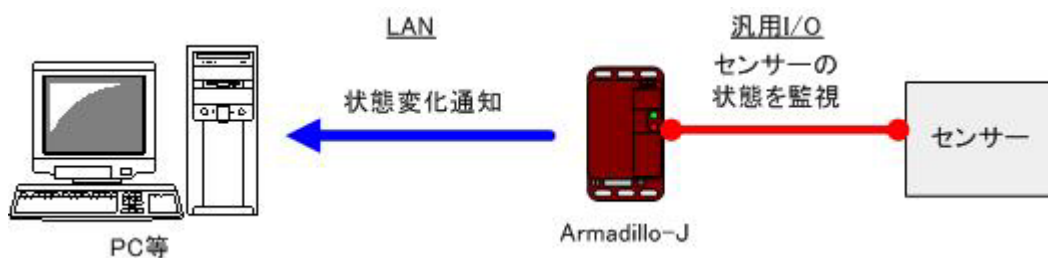 LAN
汎用I/O
センサーの
状態を監視
状態変化通知
センサー
Armadillo-J
PC等